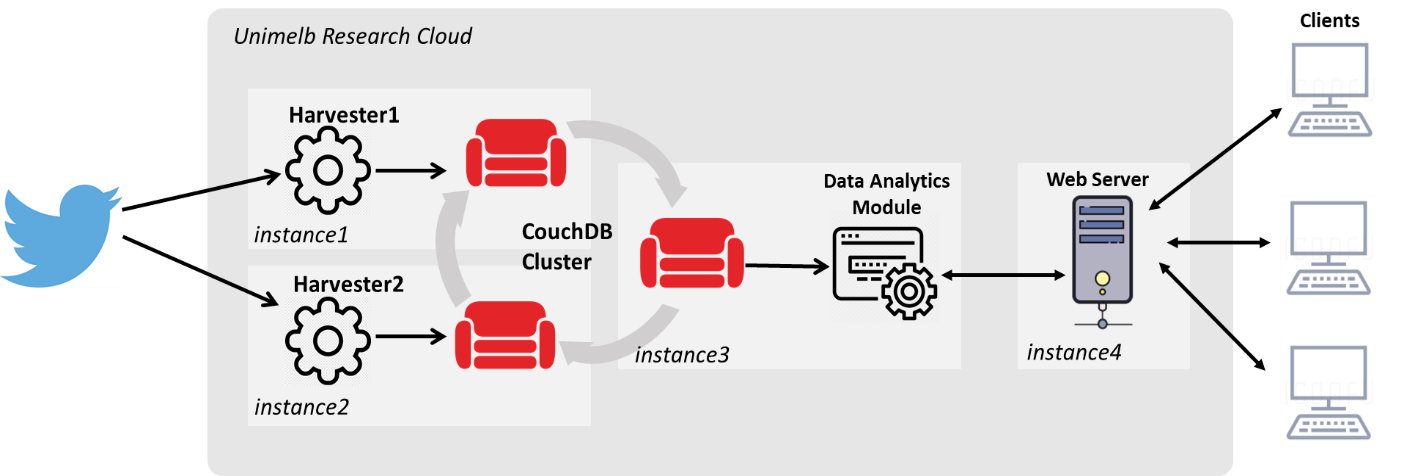 Unimelb Research Cloud
Clients
Harvester1
instance1
Harvester2
instance2
CouchDB
Cluster
Data Analytics
Module
instance3
Web Server
instance4